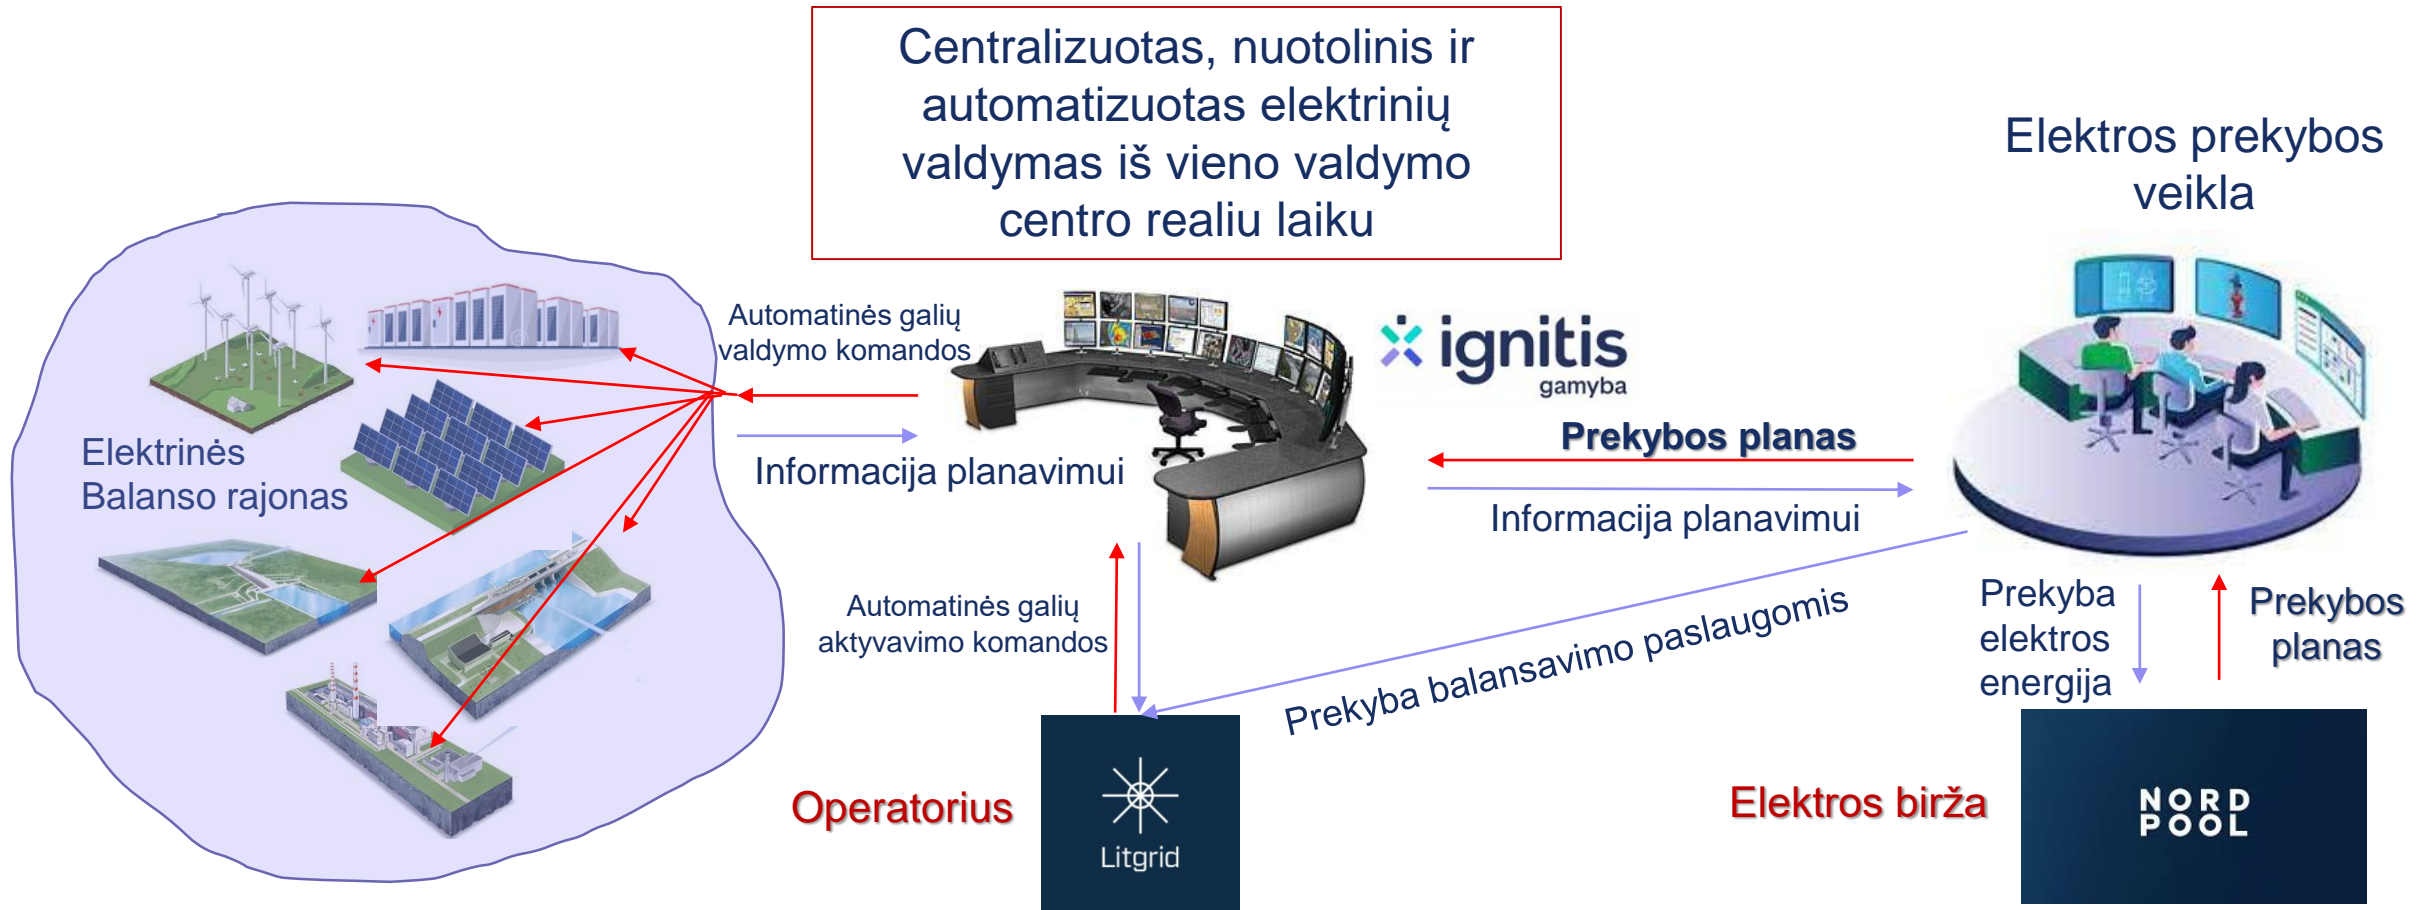 Centralizuotas, nuotolinis ir
automatizuotas elektrinių
valdymas iš vieno valdymo
centro realiu laiku
Elektros prekybos
veikla
Automatinės galių
valdymo komandos
ignitis
gamyba
Elektrinės
Balanso rajonas
Informacija planavimui
Prekybos planas
Informacija planavimui
Automatinės galių
aktyvavimo komandos
Prekyba balansavimo paslaugomis
Prekyba
elektros
energija
Prekybos
planas
Operatorius
Litgrid
Elektros birža
NORD
POOL